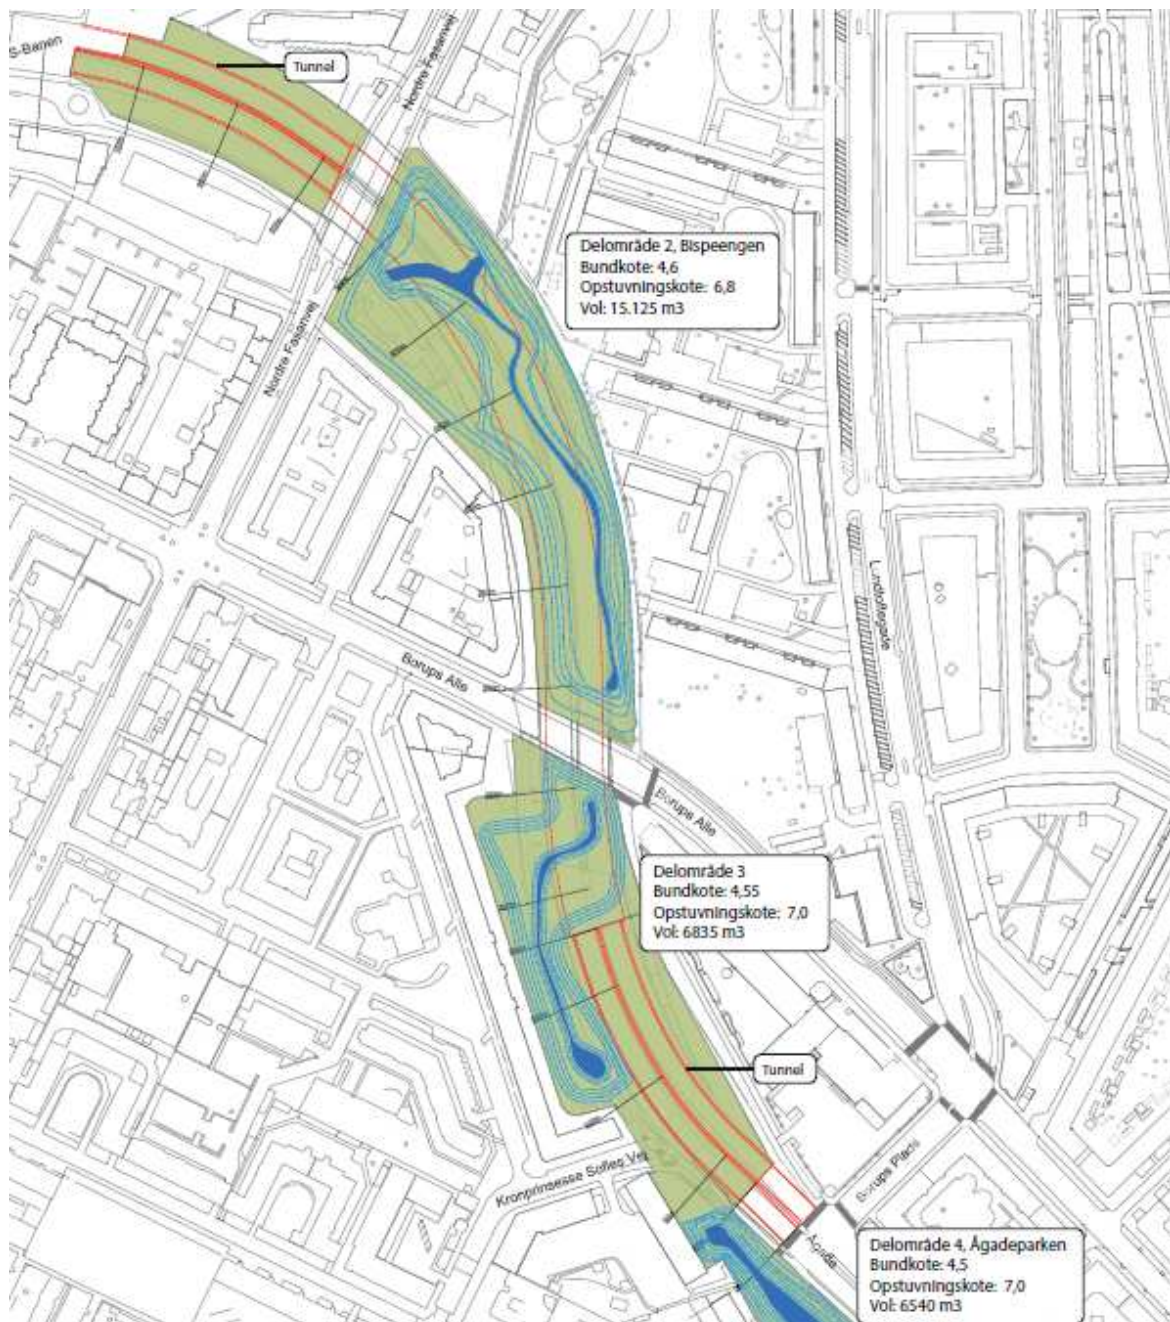 S-Banen
Tunnel
Nordre Fasanvej
Delområde 2, Bispeengen
Bundkote: 4,6
Opstuvningskote: 6,8
Vol: 15.125 m3
Nordre Fasanvej
Lundtoftegade
Borups Alle
Borups Alle
Delområde 3
Bundkote: 4,55
Opstuvningskote: 7,0
Vol: 6835 m3
Tunnel
Borups Plads
Kronprinsesse Sofies Vej
Ågade
Delområde 4, Ågadeparken
Bundkote: 4,5
Opstuvningskote: 7,0
Vol: 6540 m3